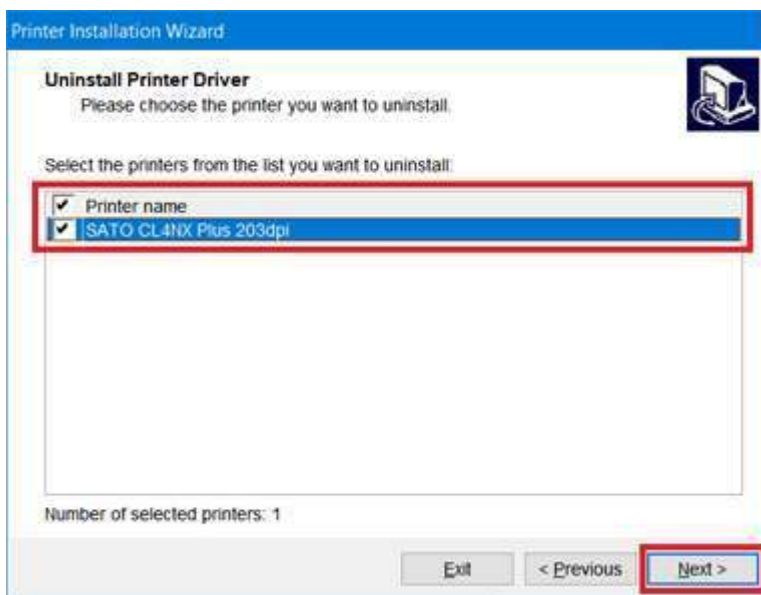 Printer Installation Wizard
Uninstall Printer Driver
Please choose the printer you want to uninstall.
Select the printers from the list you want to uninstall:
Printer name
SATO CL4NX Plus 203dpi
Number of selected printers: 1
Exit < Previous Next >